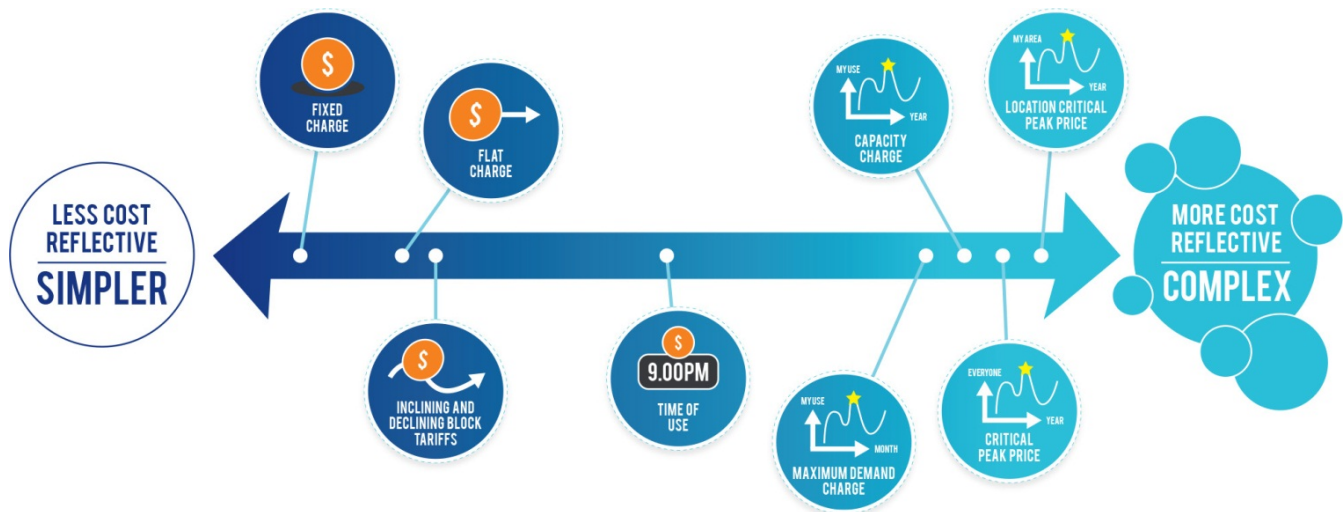 LESS COST
REFLECTIVE
SIMPLER
$
FIXED
CHARGE
$
FLAT
CHARGE
$
INCLINING AND
DECLINING BLOCK
TARIFFS
$
9.00PM
TIME OF
USE
MY USE
YEAR
CAPACITY
CHARGE
MY USE
MONTH
MAXIMUM DEMAND
CHARGE
MY AREA
YEAR
LOCATION CRITICAL
PEAK PRICE
EVERYONE
YEAR
CRITICAL
PEAK PRICE
MORE COST
REFLECTIVE
COMPLEX